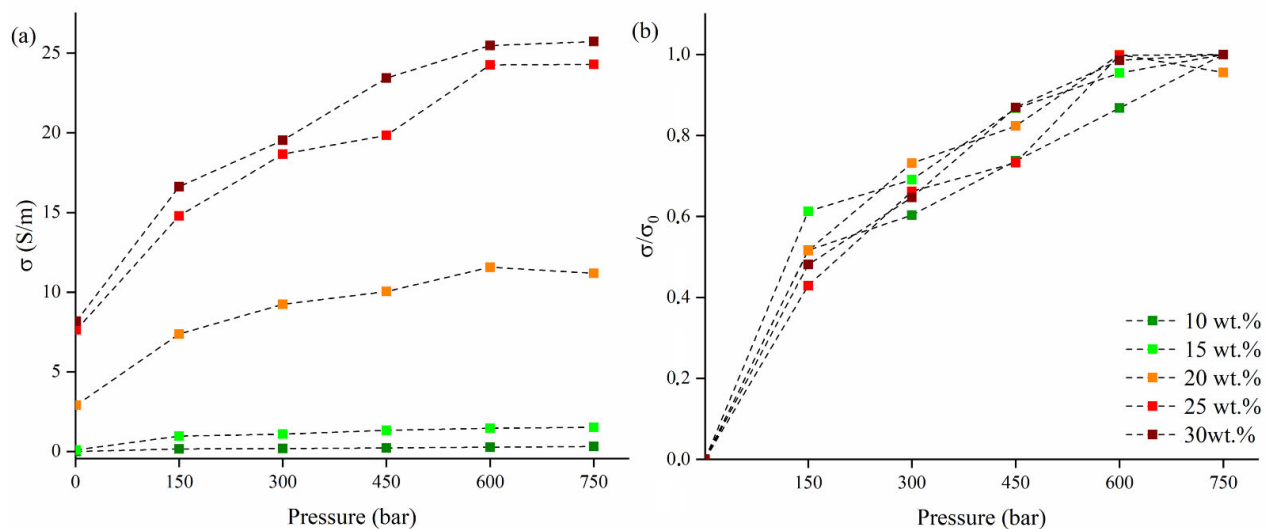 (a)
25
20
15
10
5
0
σ (S/m)
0 150 300 450 600 750
Pressure (bar)
(b)
1.0
0.8
0.6
0.4
0.2
0.0
σ/σ₀
150 300 450 600 750
Pressure (bar)
10 wt.%
15 wt.%
20 wt.%
25 wt.%
30wt.%